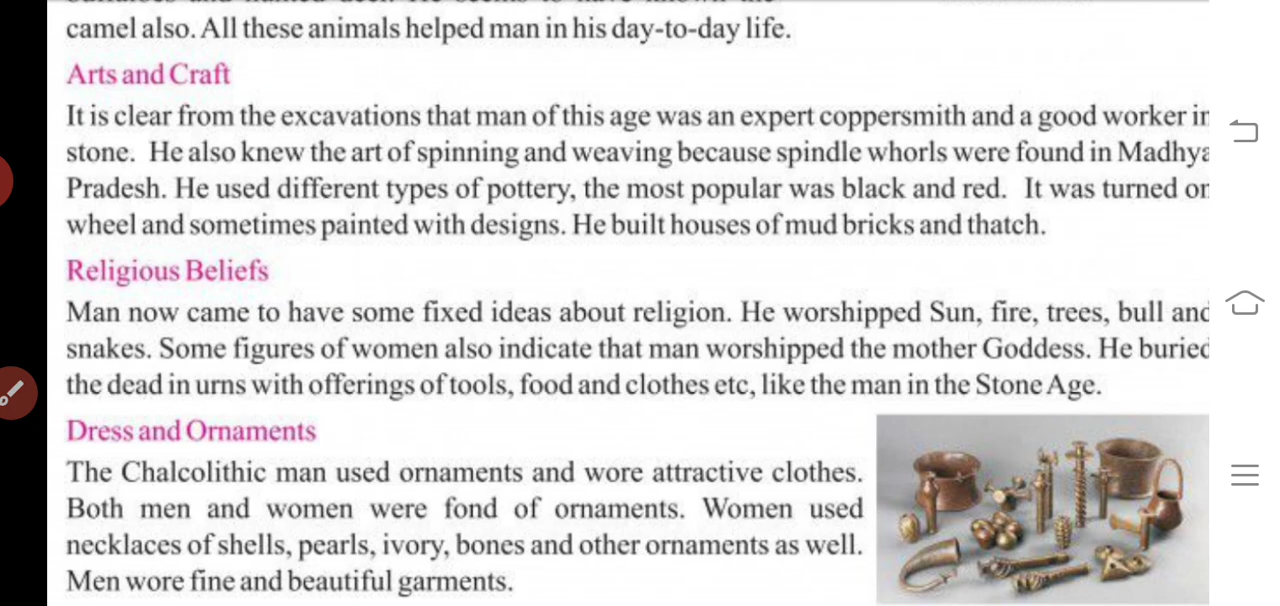 camel also. All these animals helped man in his day-to-day life.
Arts and Craft
It is clear from the excavations that man of this age was an expert coppersmith and a good worker in
stone. He also knew the art of spinning and weaving because spindle whorls were found in Madhya
Pradesh. He used different types of pottery, the most popular was black and red. It was turned on
wheel and sometimes painted with designs. He built houses of mud bricks and thatch.
Religious Beliefs
Man now came to have some fixed ideas about religion. He worshipped Sun, fire, trees, bull and
snakes. Some figures of women also indicate that man worshipped the mother Goddess. He buried
the dead in urns with offerings of tools, food and clothes etc, like the man in the Stone Age.
Dress and Ornaments
The Chalcolithic man used ornaments and wore attractive clothes.
Both men and women were fond of ornaments. Women used
necklaces of shells, pearls, ivory, bones and other ornaments as well.
Men wore fine and beautiful garments.